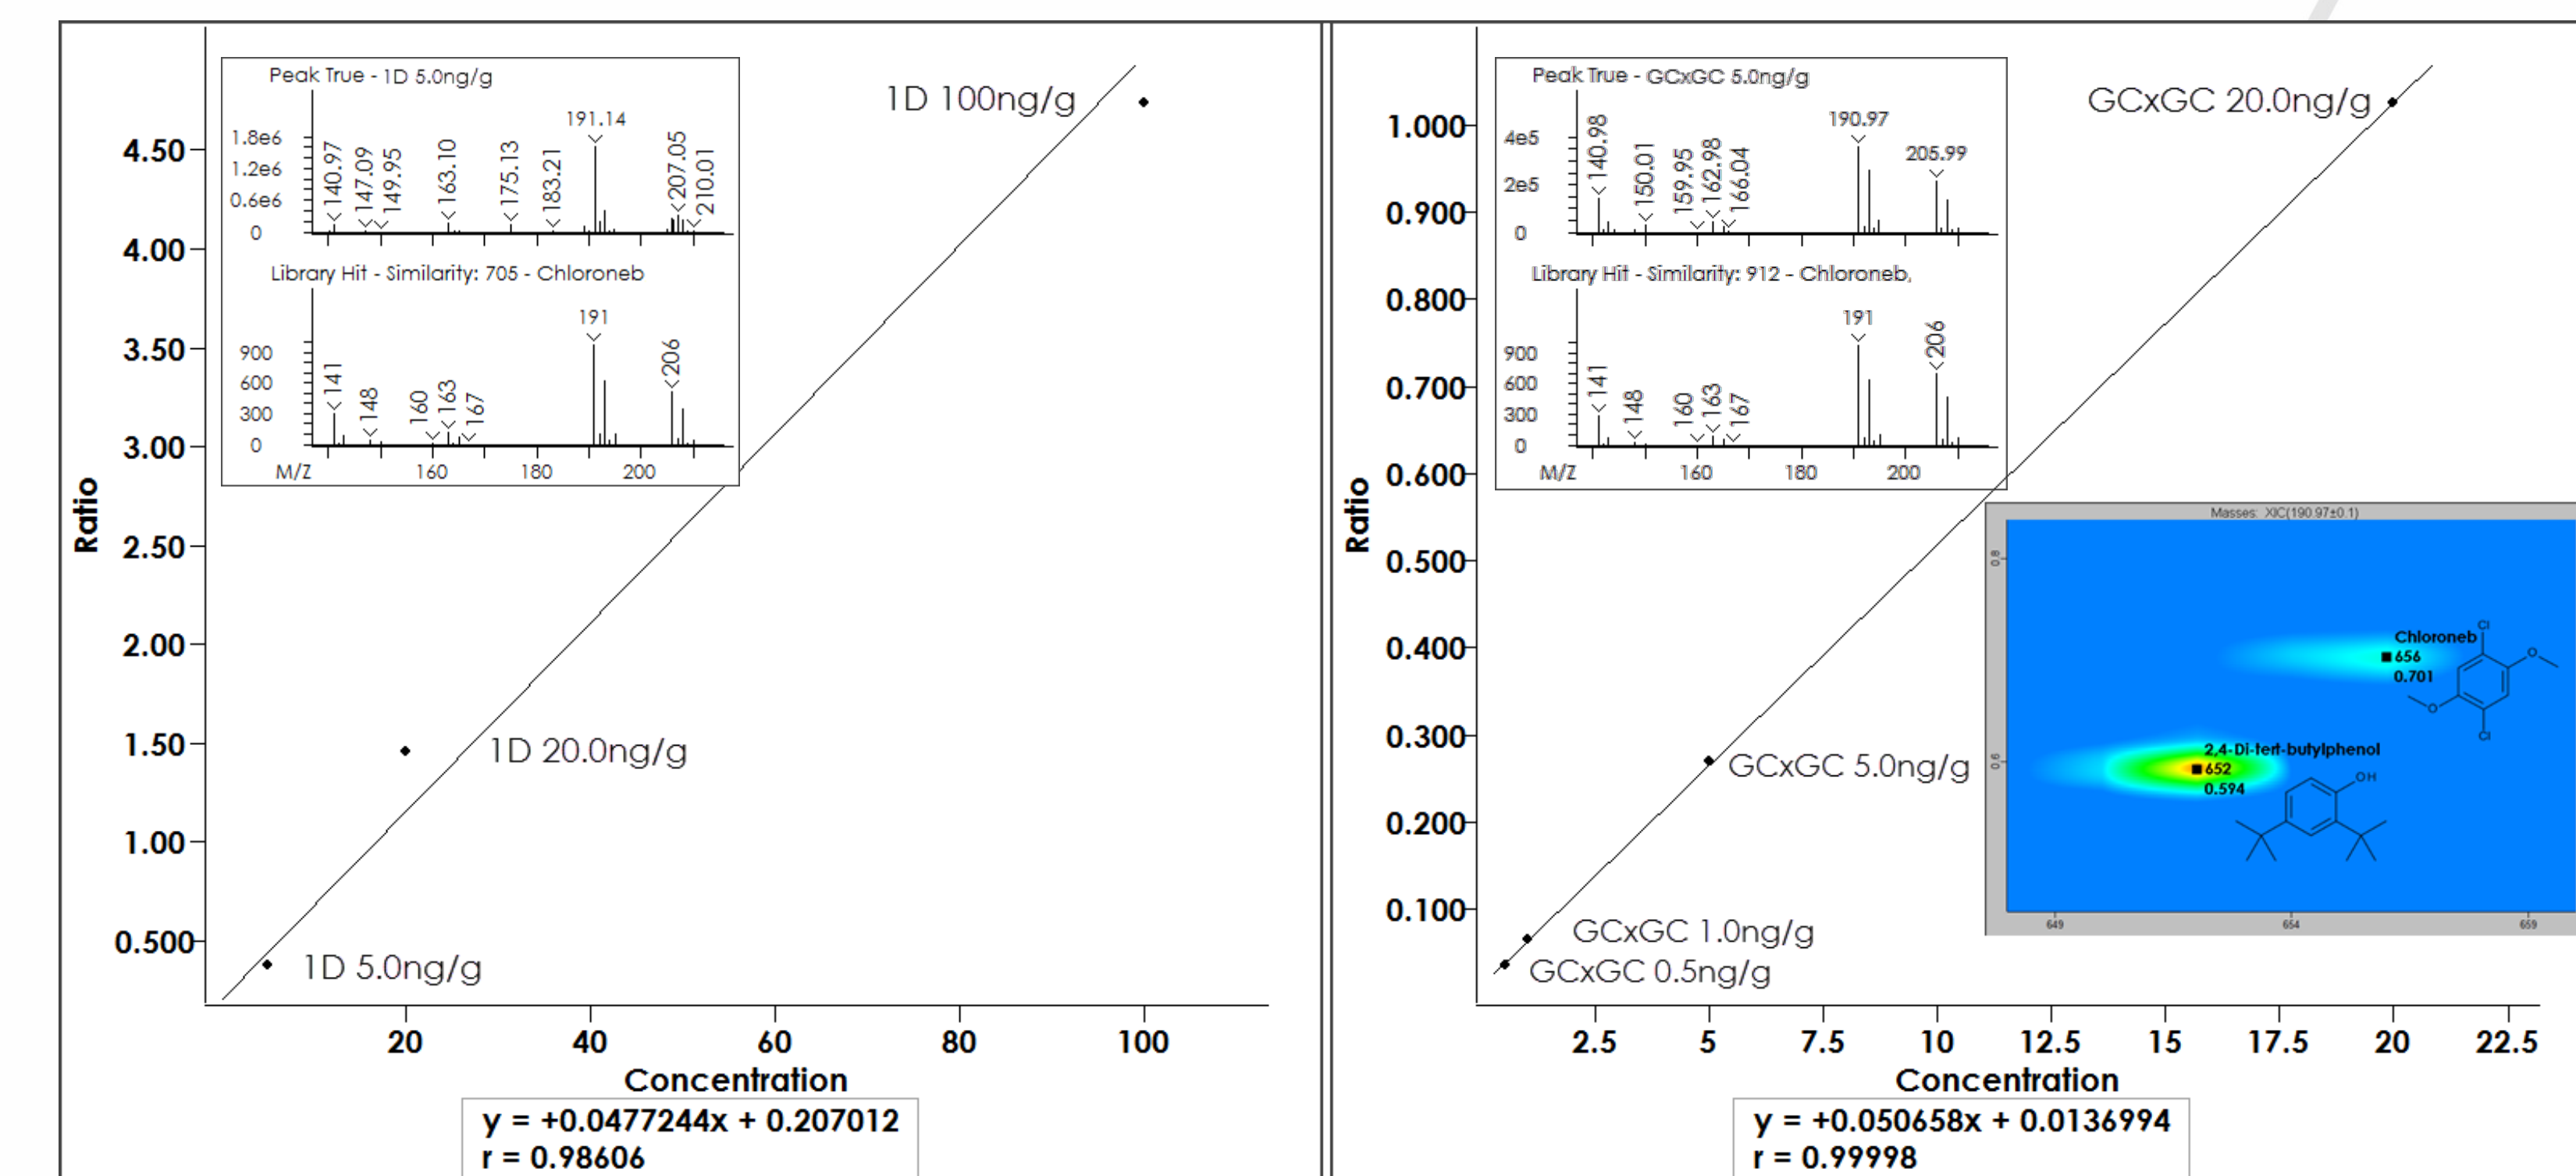 Peak True - 1D 5.0ng/g
191.14
1.8e6
1.2e6
0.6e6
0
140.97
147.09
149.95
163.10
175.13
183.21
207.05
210.01
Library Hit - Similarity: 705 - Chloroneb
191
900
600
300
0
141
148
160
163
167
206
M/Z
160
180
200
1D 100ng/g
1D 20.0ng/g
1D 5.0ng/g
4.50
4.00
3.50
3.00
2.50
2.00
1.50
1.00
0.500
Ratio
20
40
60
80
100
Concentration
y = +0.0477244x + 0.207012
r = 0.98606
Peak True - GCxGC 5.0ng/g
190.97
205.99
4e5
2e5
0
140.98
150.01
159.95
162.98
166.04
Library Hit - Similarity: 912 - Chloroneb,
191
900
600
300
0
141
148
160
163
167
206
M/Z
160
180
200
GCxGC 20.0ng/g
GCxGC 5.0ng/g
GCxGC 1.0ng/g
GCxGC 0.5ng/g
1.000
0.900
0.800
0.700
0.600
0.500
0.400
0.300
0.200
0.100
Ratio
Masses: XIC(190.97±0.1)
0.8
0.6
Chloroneb
656
0.701
Cl
O
O
Cl
2,4-Di-tert-butylphenol
652
0.594
OH
649
654
659
2.5
5
7.5
10
12.5
15
17.5
20
22.5
Concentration
y = +0.050658x + 0.0136994
r = 0.99998